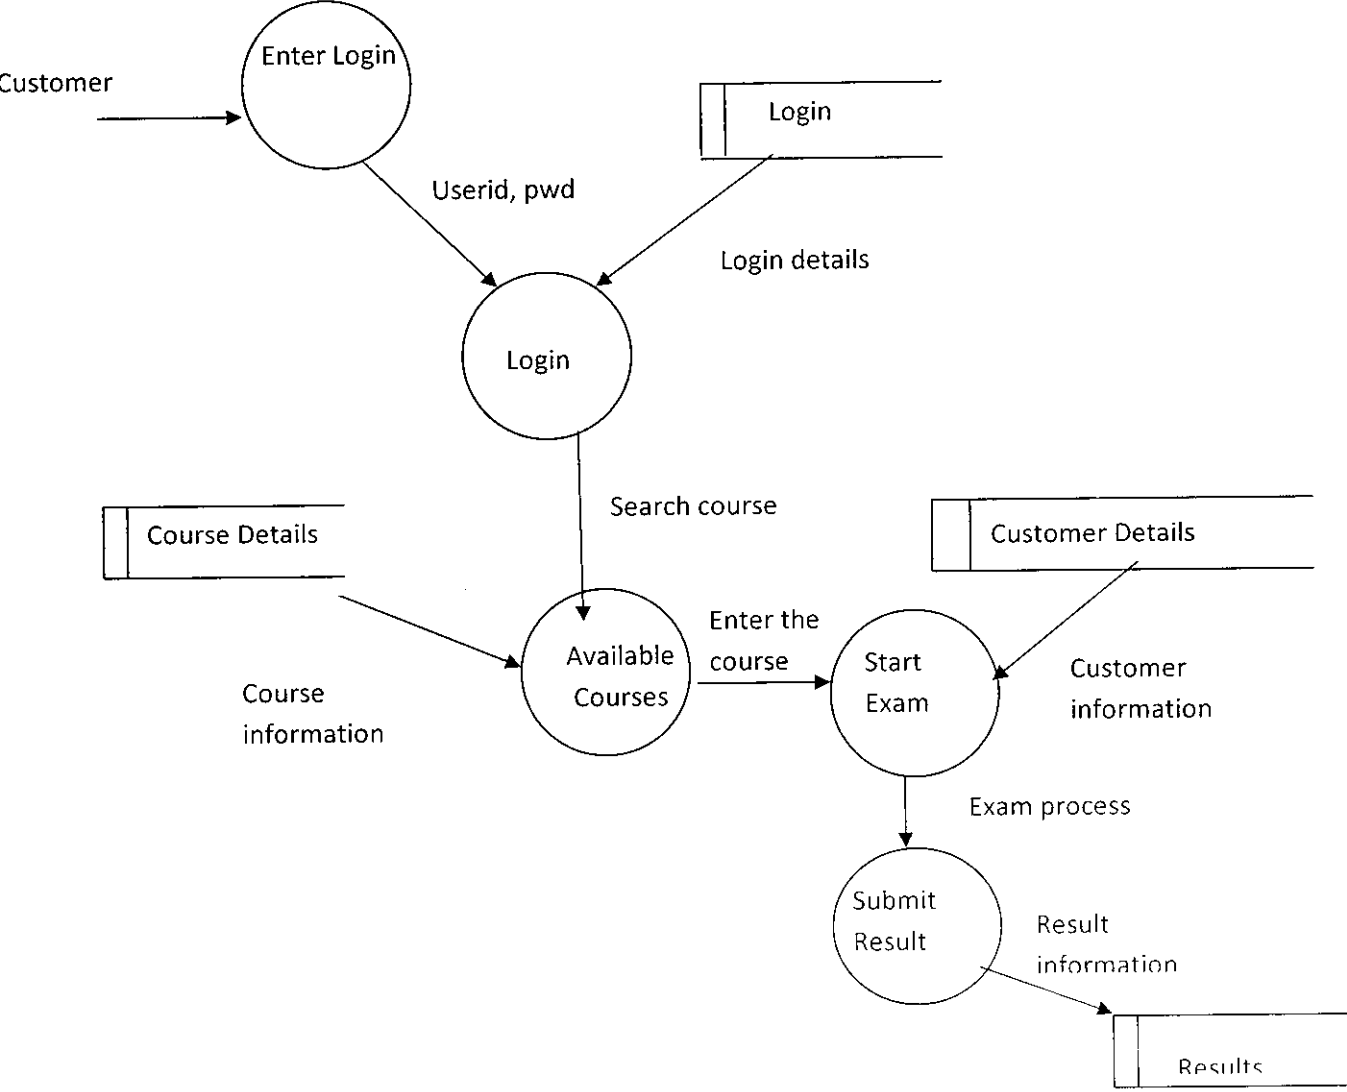 Enter Login
Customer
Login
Userid, pwd
Login details
Login
Search course
Course Details
Customer Details
Enter the
course
Available
Courses
Start
Exam
Customer
information
Course
information
Exam process
Submit
Result
Result
information
Results